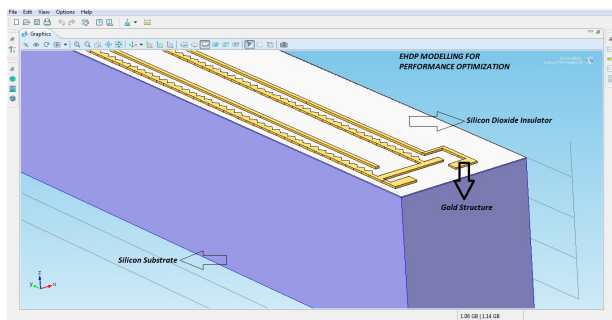 File Edit View Options Help
Graphics
EHDP MODELLING FOR
PERFORMANCE OPTIMIZATION
Silicon Dioxide Insulator
Gold Structure
Silicon Substrate
z
y
x
1.06 GB | 1.14 GB